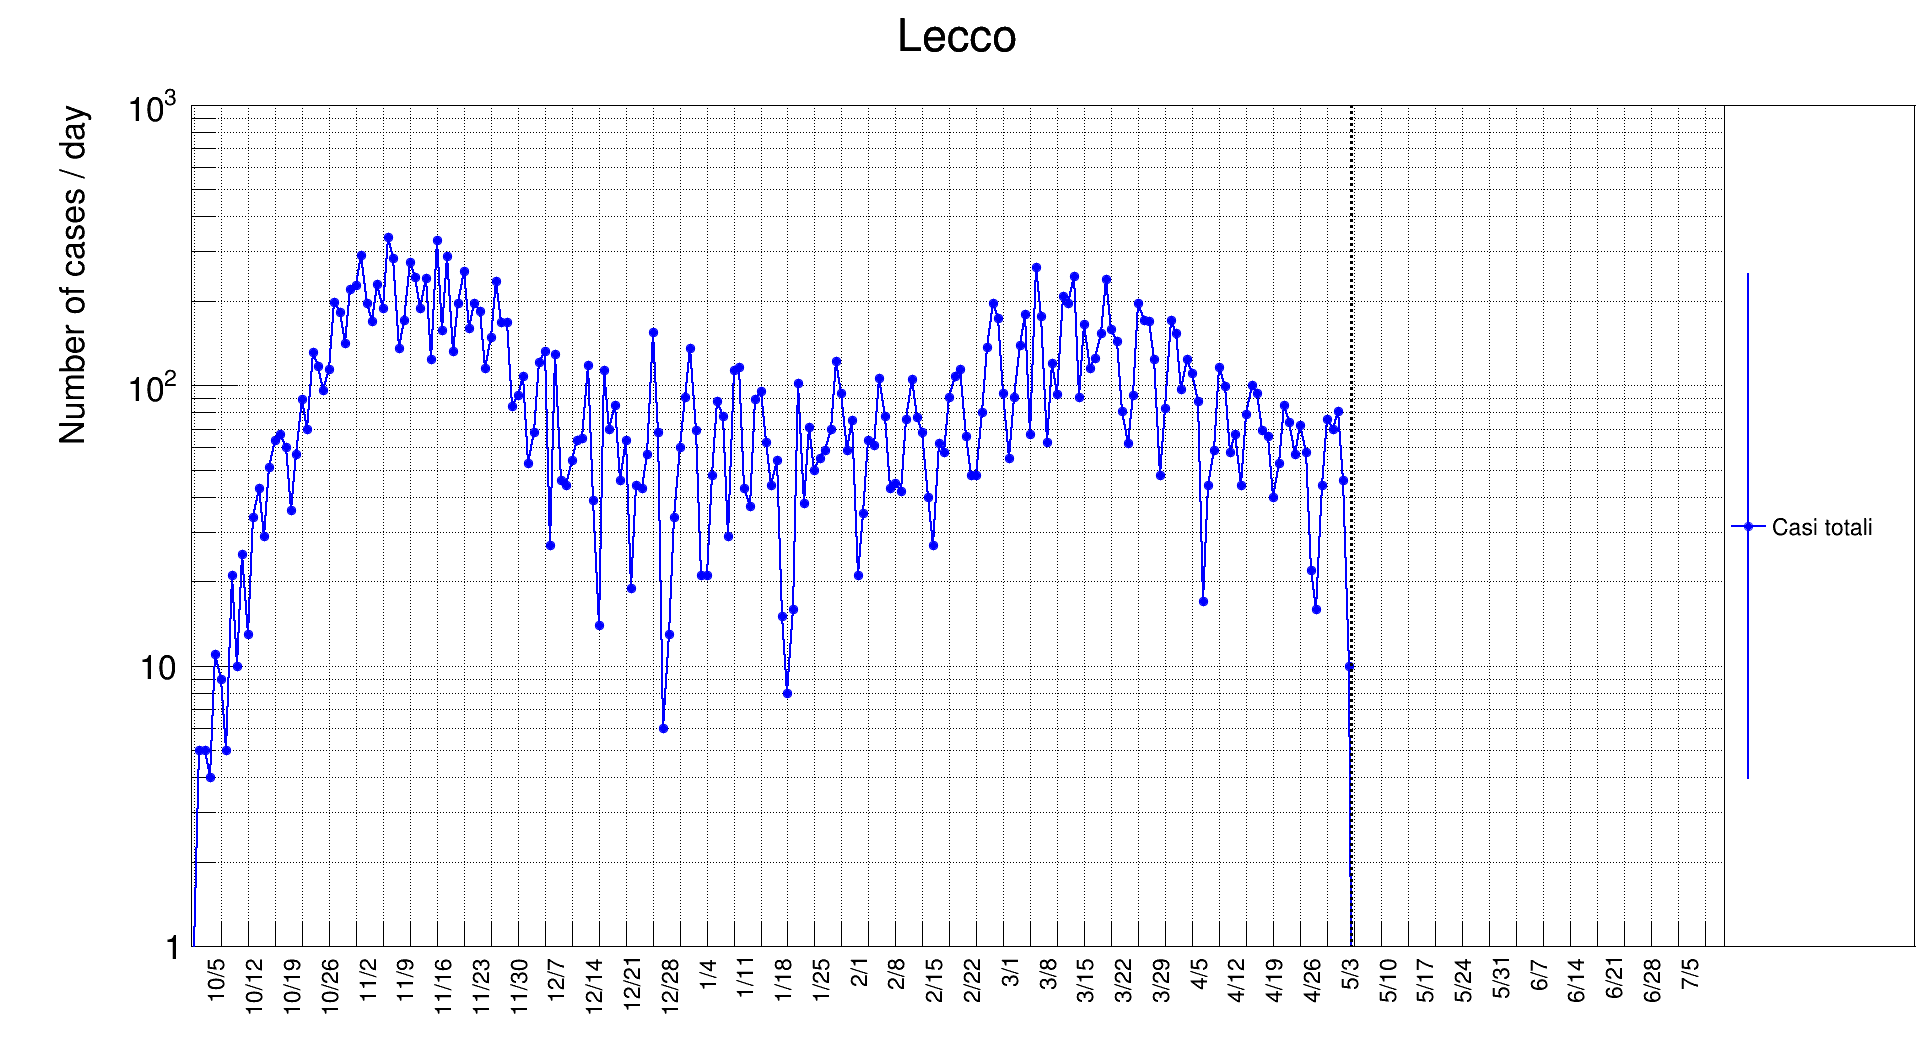 Lecco
Number of cases / day
10³
10²
10
1
10/5 10/12 10/19 10/26 11/2 11/9 11/16 11/23 11/30 12/7 12/14 12/21 12/28 1/4 1/11 1/18 1/25 2/1 2/8 2/15 2/22 3/1 3/8 3/15 3/22 3/29 4/5 4/12 4/19 4/26 5/3 5/10 5/17 5/24 5/31 6/7 6/14 6/21 6/28 7/5
Casi totali